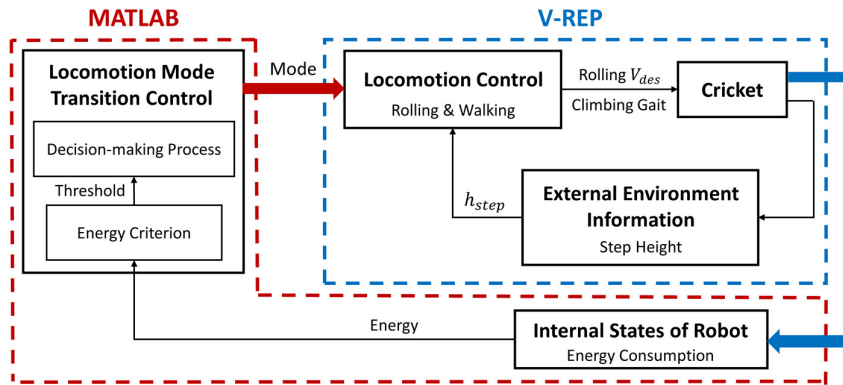 MATLAB
V-REP
Locomotion Mode
Transition Control
Decision-making Process
Threshold
Energy Criterion
Mode
Locomotion Control
Rolling & Walking
Rolling V_des
Climbing Gait
Cricket
h_step
External Environment
Information
Step Height
Energy
Internal States of Robot
Energy Consumption